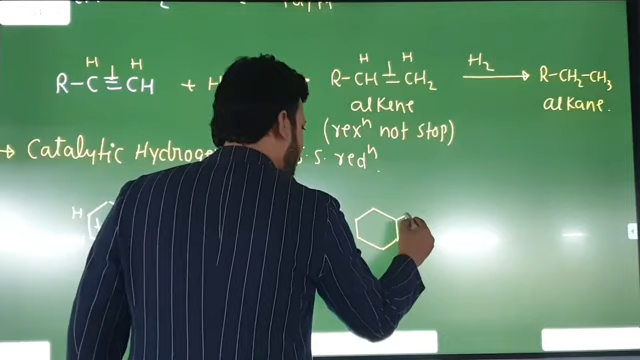 H H H H
R-C≡CH + H R-CH=CH₂ H₂ → R-CH₂-CH₃
alkene alkane.
(rexⁿ not stop)
→ Catalytic Hydroge S. redⁿ.
H